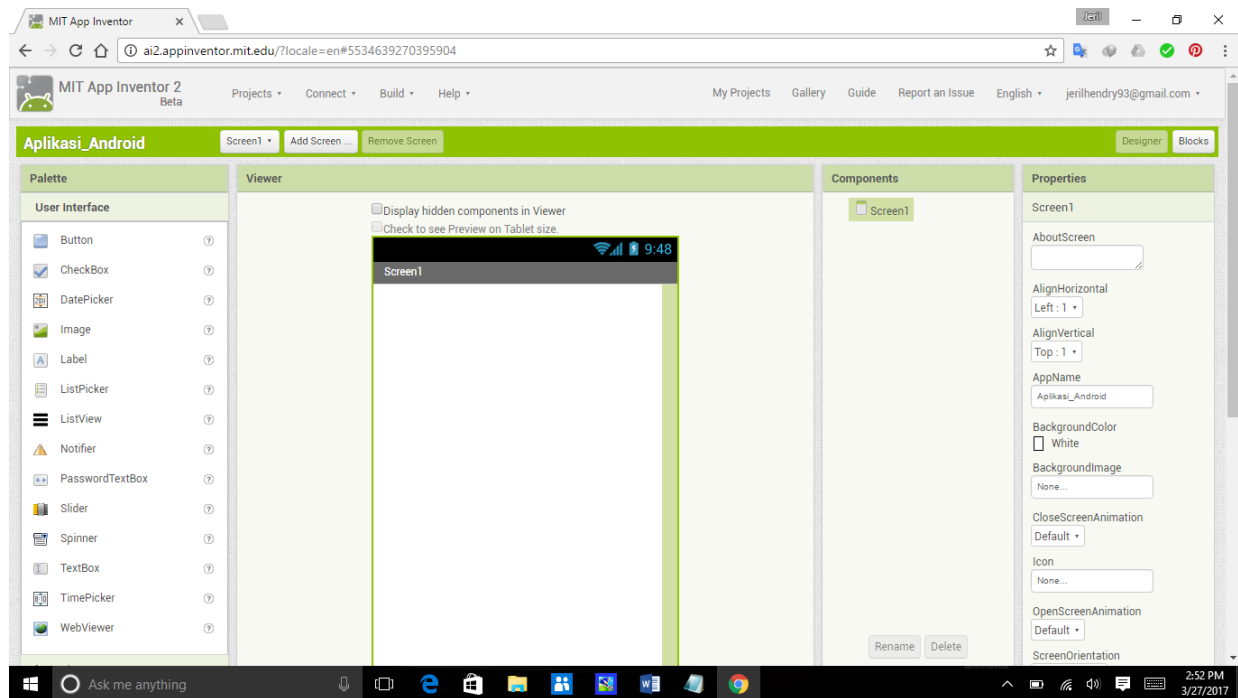 MIT App Inventor
Jeril
ai2.appinventor.mit.edu/?locale=en#5534639270395904
MIT App Inventor 2
Beta
Projects Connect Build Help My Projects Gallery Guide Report an Issue English jerilhendry93@gmail.com
Aplikasi_Android Screen1 Add Screen ... Remove Screen Designer Blocks
Palette
User Interface
Button
CheckBox
DatePicker
Image
Label
ListPicker
ListView
Notifier
PasswordTextBox
Slider
Spinner
TextBox
TimePicker
WebViewer
Viewer
Display hidden components in Viewer
Check to see Preview on Tablet size.
9:48
Screen1
Components
Screen1
Rename Delete
Properties
Screen1
AboutScreen
AlignHorizontal
Left : 1
AlignVertical
Top : 1
AppName
Aplikasi_Android
BackgroundColor
White
BackgroundImage
None...
CloseScreenAnimation
Default
Icon
None...
OpenScreenAnimation
Default
ScreenOrientation
Ask me anything
2:52 PM
3/27/2017